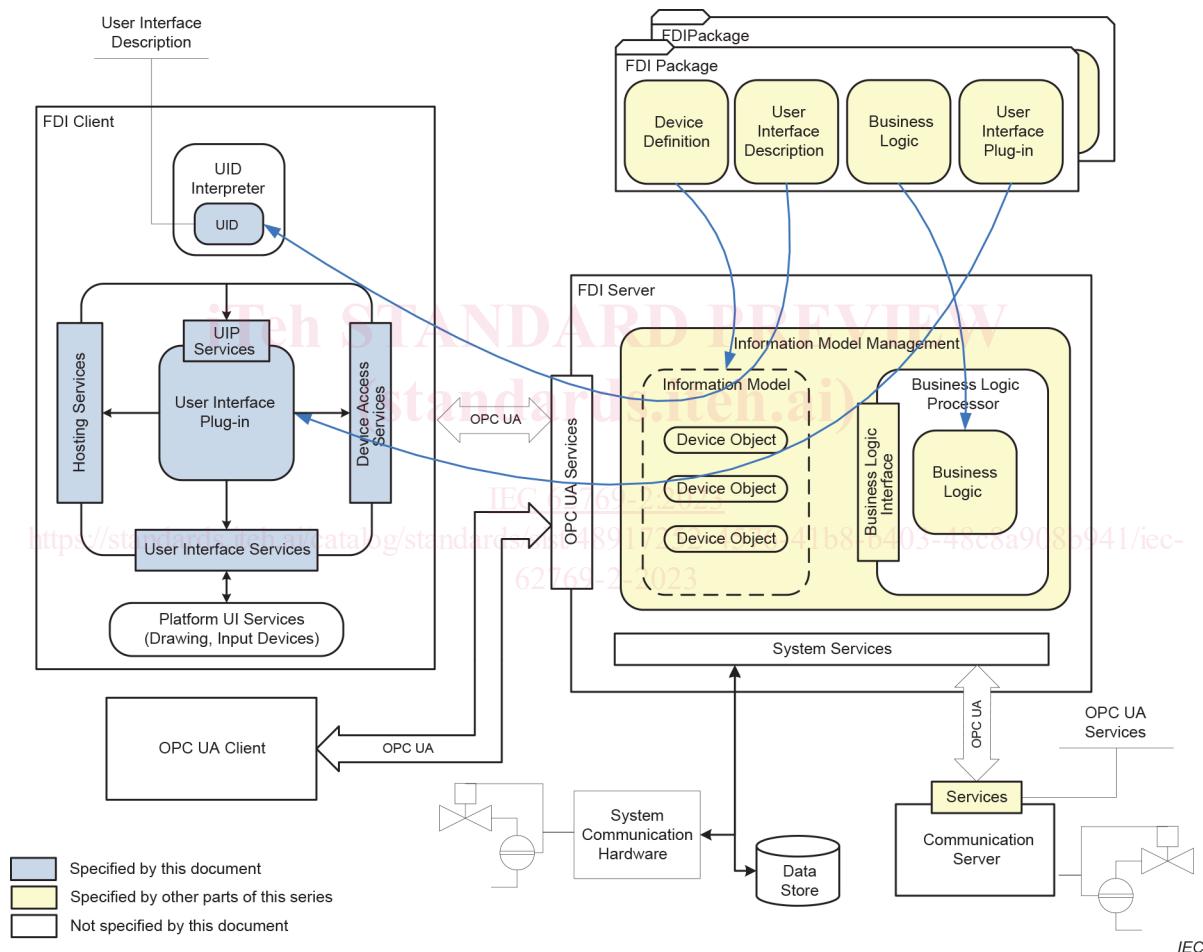 User Interface
Description
FDIPackage
FDI Package
Device
Definition
User
Interface
Description
Business
Logic
User
Interface
Plug-in
FDI Client
UID
Interpreter
UID
UIP
Services
Hosting Services
User Interface
Plug-in
Device Access
Services
User Interface Services
Platform UI Services
(Drawing, Input Devices)
OPC UA
FDI Server
OPC UA Services
Information Model Management
Information Model
Device Object
Device Object
Device Object
Business Logic
Processor
Business Logic
Interface
Business
Logic
System Services
iTeh STANDARD PREVIEW
(standards.iteh.ai)
IEC 62769-2:2023
62769-2-2023
OPC UA Client
OPC UA
OPC UA
OPC UA
Services
Services
Communication
Server
System
Communication
Hardware
Data
Store
Specified by this document
Specified by other parts of this series
Not specified by this document
IEC